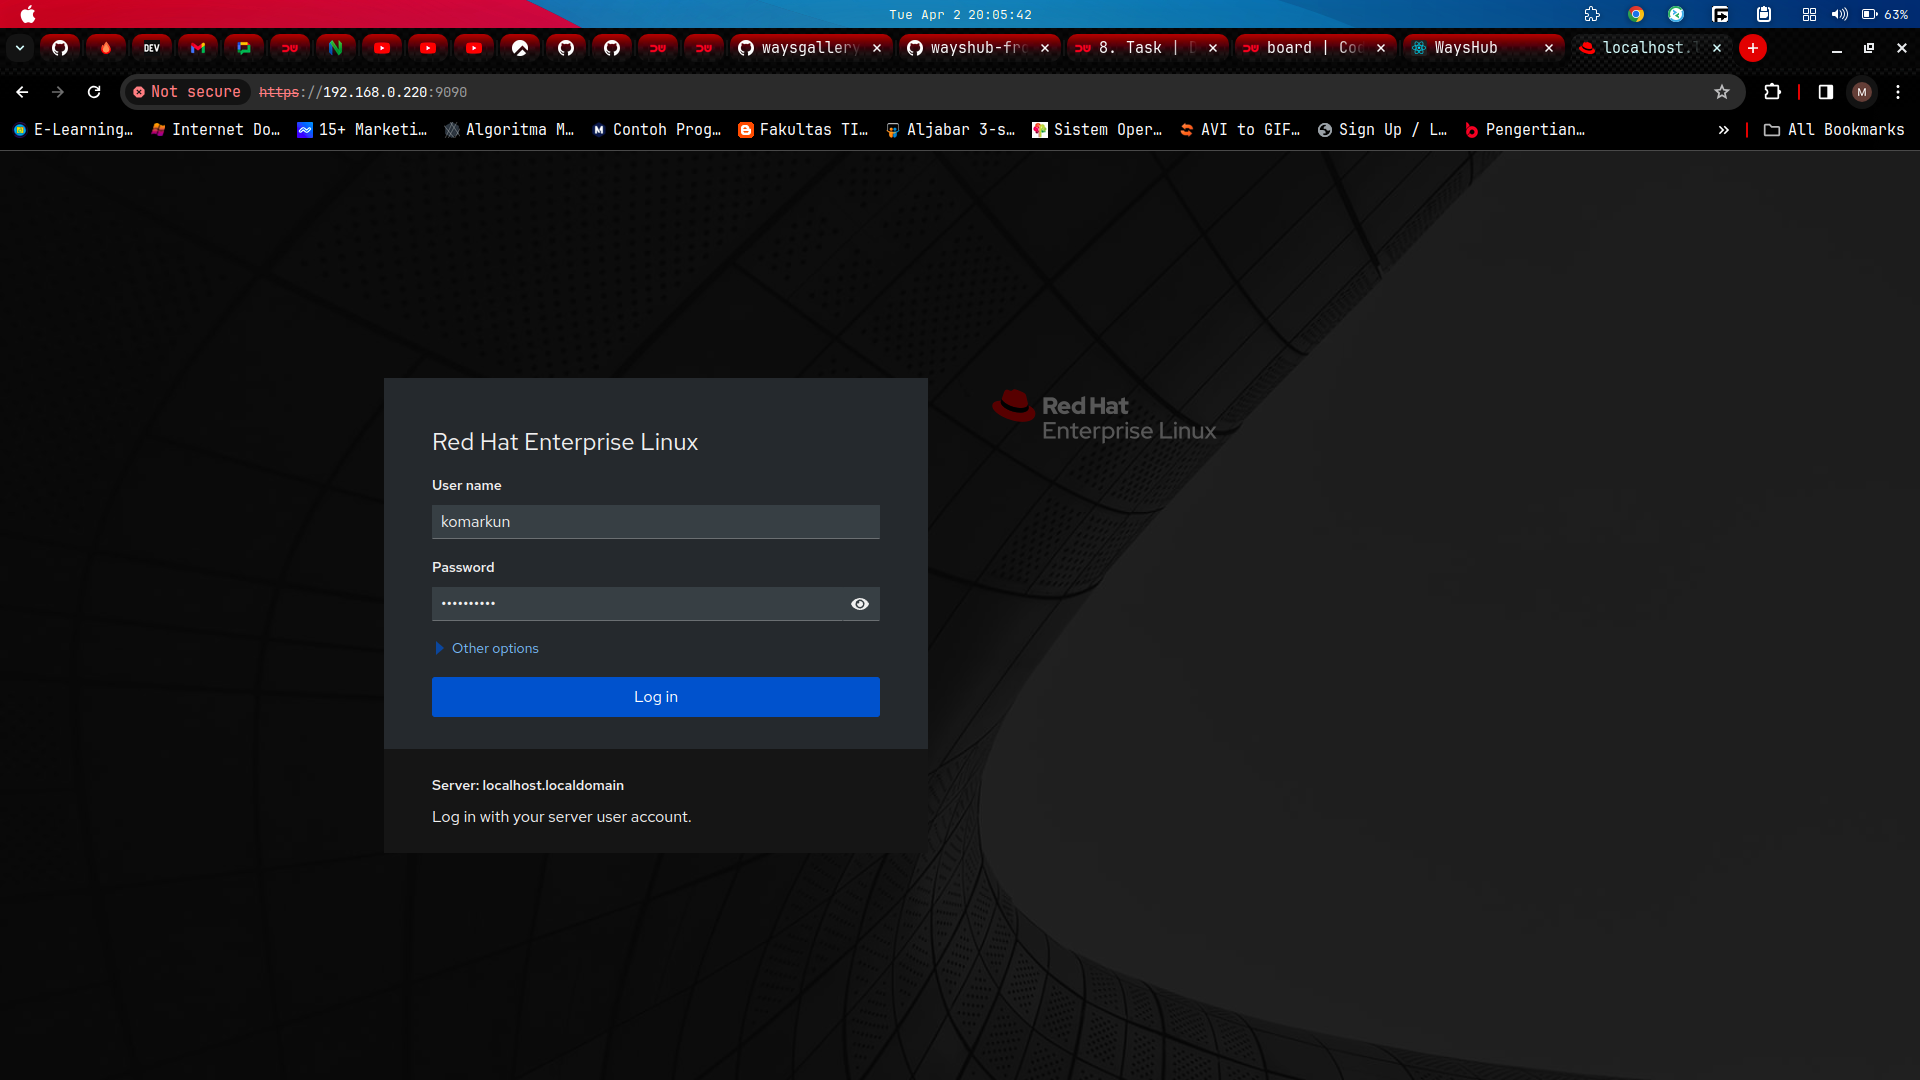 Tue Apr 2 20:05:42
63%
DEV
waysgallery
wayshub-fro
8. Task | D
board | Coo
WaysHub
localhost.l
Not secure
https://192.168.0.220:9090
M
E-Learning…
Internet Do…
15+ Marketi…
Algoritma M…
Contoh Prog…
Fakultas TI…
Aljabar 3-s…
Sistem Oper…
AVI to GIF…
Sign Up / L…
Pengertian…
All Bookmarks
Red Hat
Enterprise Linux
Red Hat Enterprise Linux
User name
komarkun
Password
••••••••••
Other options
Log in
Server: localhost.localdomain
Log in with your server user account.